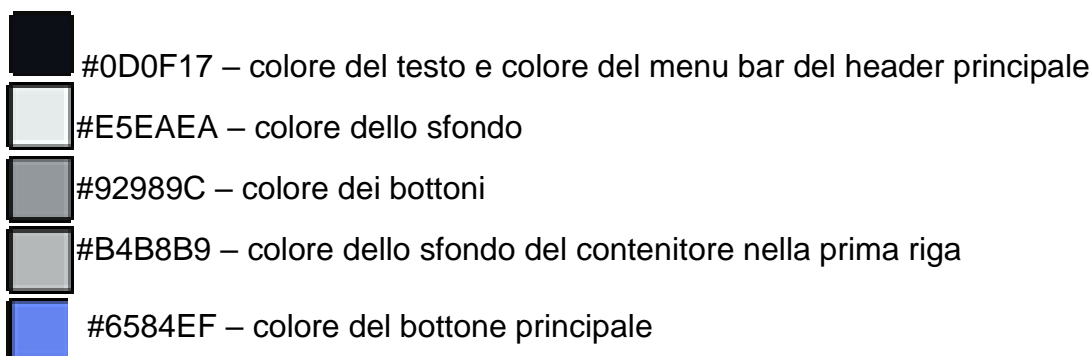 #0D0F17 – colore del testo e colore del menu bar del header principale
#E5EAEA – colore dello sfondo
#92989C – colore dei bottoni
#B4B8B9 – colore dello sfondo del contenitore nella prima riga
#6584EF – colore del bottone principale